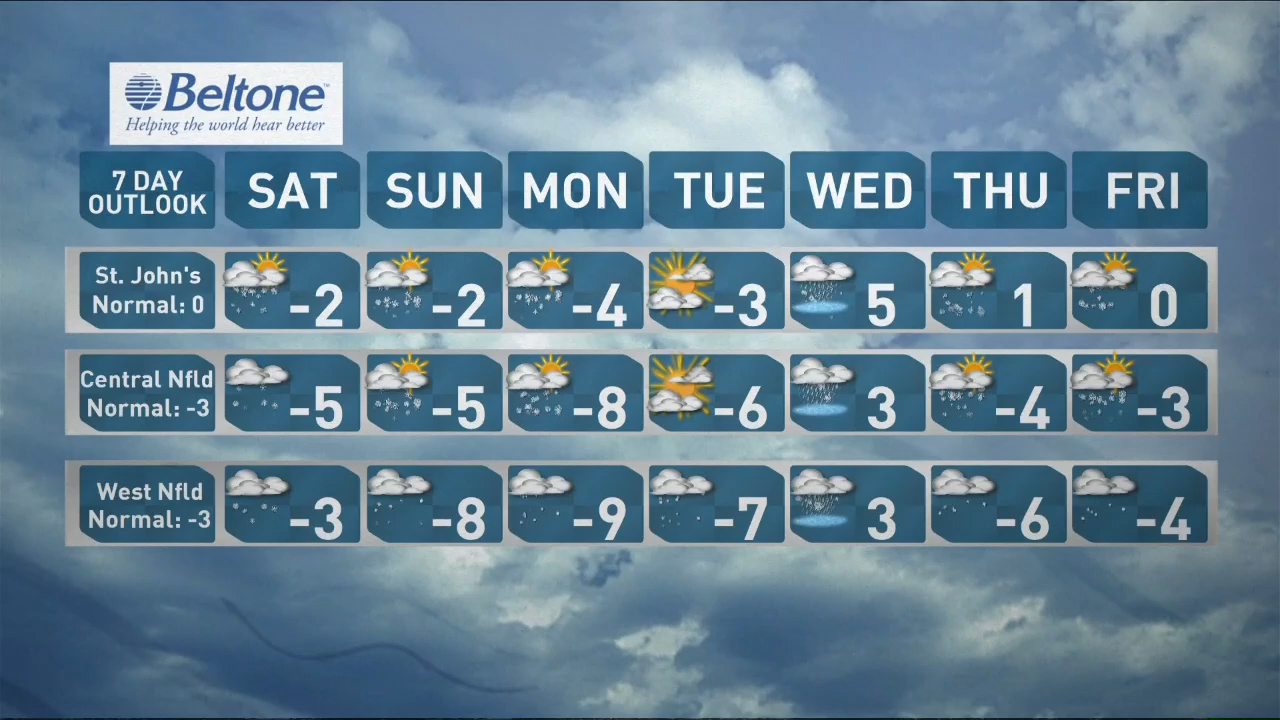 Beltone™
Helping the world hear better
7 DAY
OUTLOOK
SAT SUN MON TUE WED THU FRI
St. John's
Normal: 0
-2 -2 -4 -3 5 1 0
Central Nfld
Normal: -3
-5 -5 -8 -6 3 -4 -3
West Nfld
Normal: -3
-3 -8 -9 -7 3 -6 -4